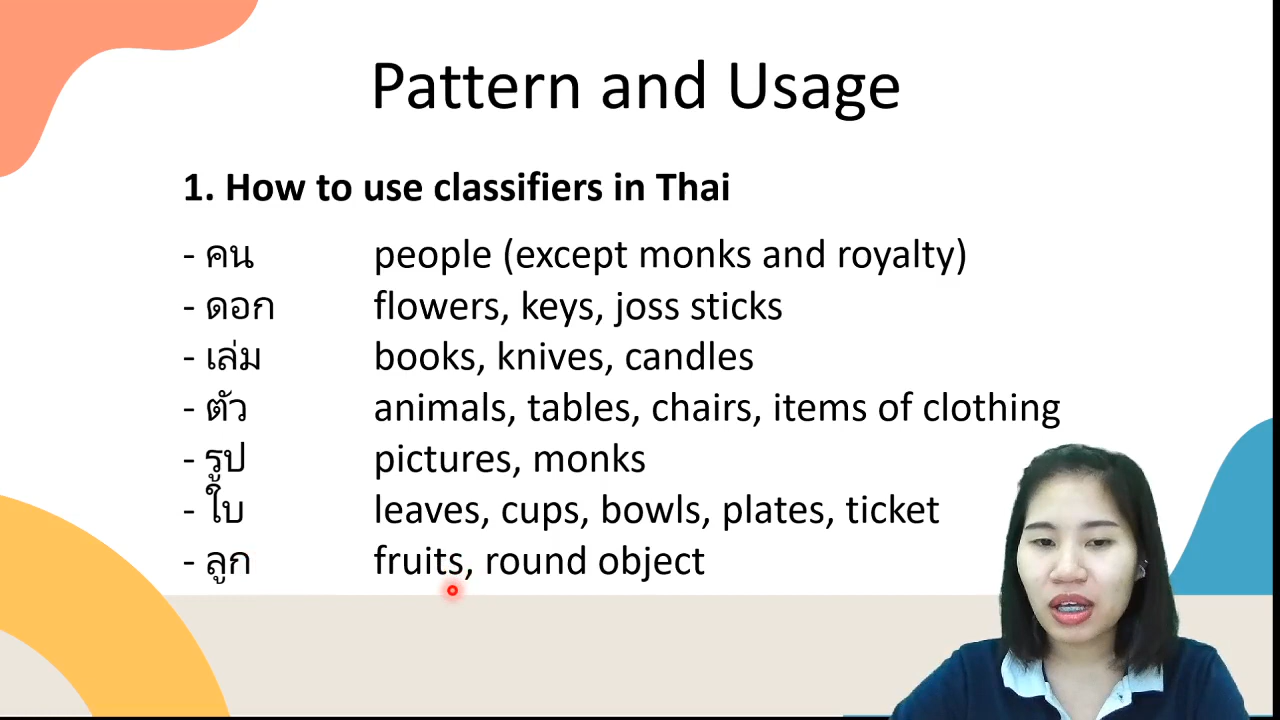 Pattern and Usage
1. How to use classifiers in Thai
- คน people (except monks and royalty)
- ดอก flowers, keys, joss sticks
- เล่ม books, knives, candles
- ตัว animals, tables, chairs, items of clothing
- รูป pictures, monks
- ใบ leaves, cups, bowls, plates, ticket
- ลูก fruits, round object